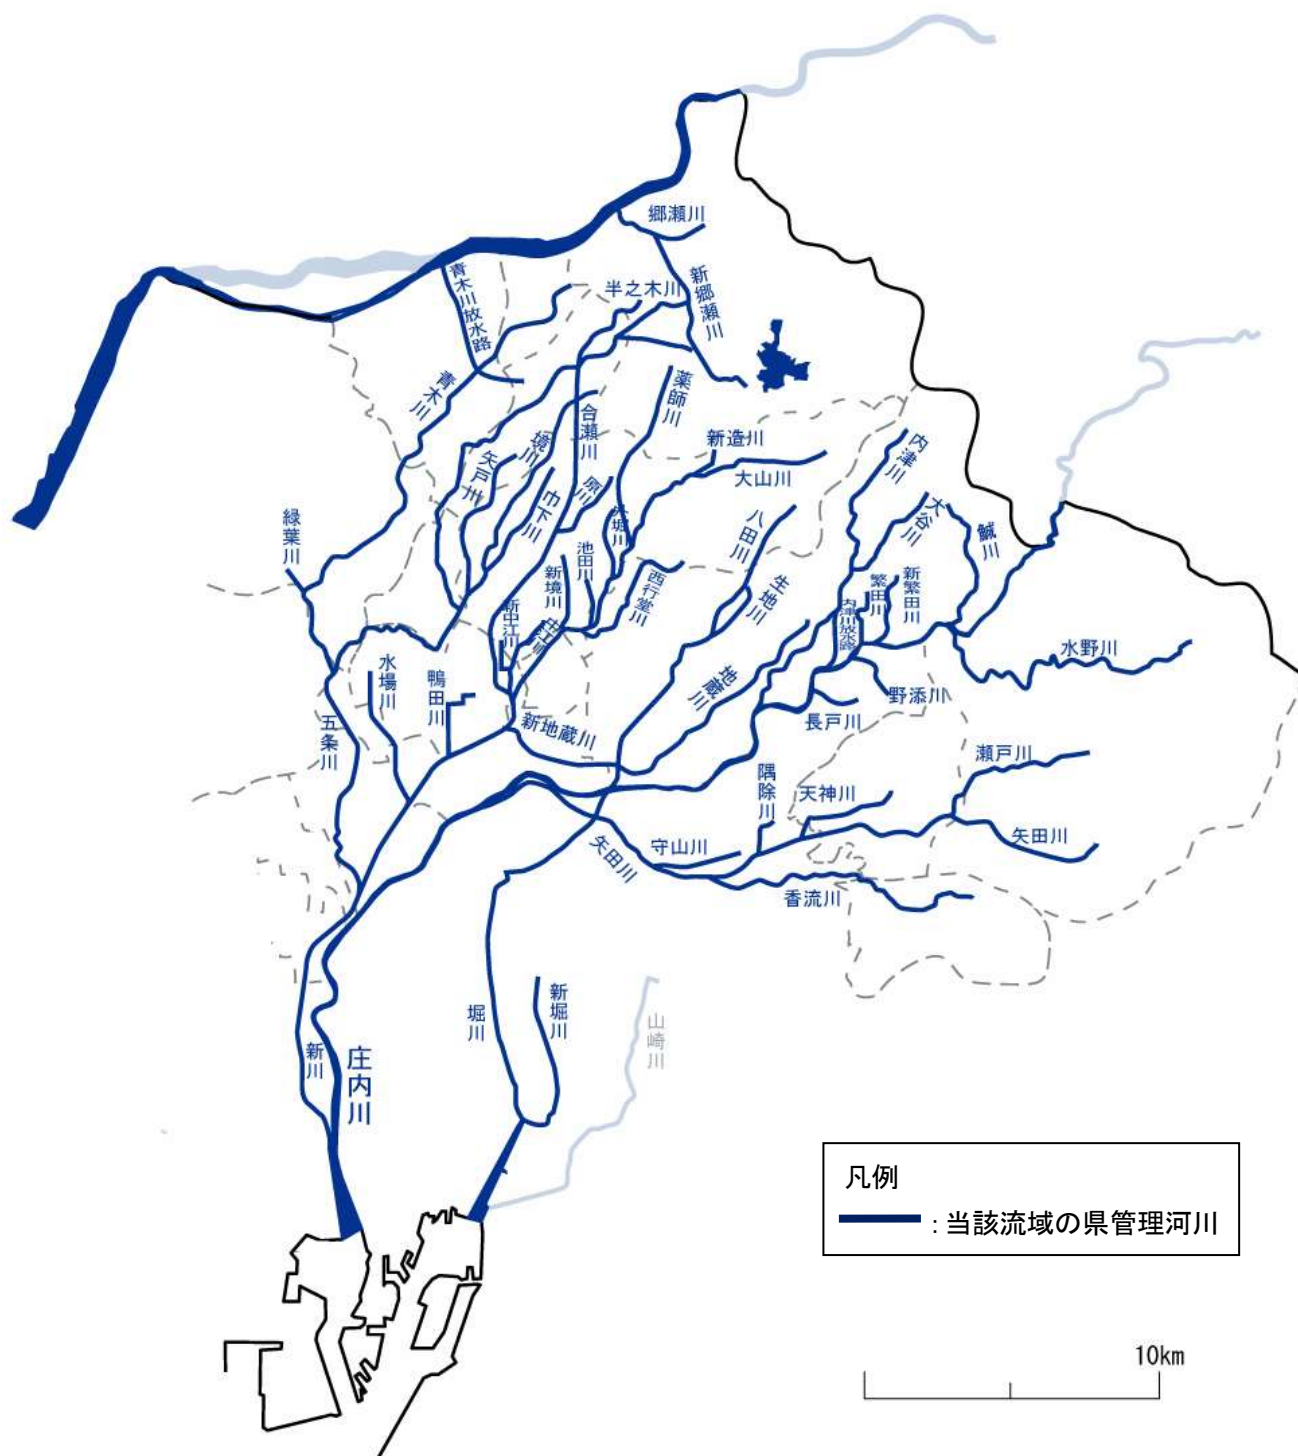 郷瀬川
半之木川
青木川放水路
新郷瀬川
青木川
薬師川
合瀬川
境川
新造川
内津川
矢戸川
原川
大山川
巾下川
大谷川
緑葉川
八田川
池田川
新境川
西行堂川
生地川
繁田川
新繁田川
新中江川
中江川
内津川放水路
水野川
水場川
鴨田川
地蔵川
野添川
五条川
新地蔵川
長戸川
瀬戸川
隅除川
天神川
矢田川
守山川
矢田川
香流川
堀川
新堀川
山崎川
新川
庄内川
凡例
：当該流域の県管理河川
10km